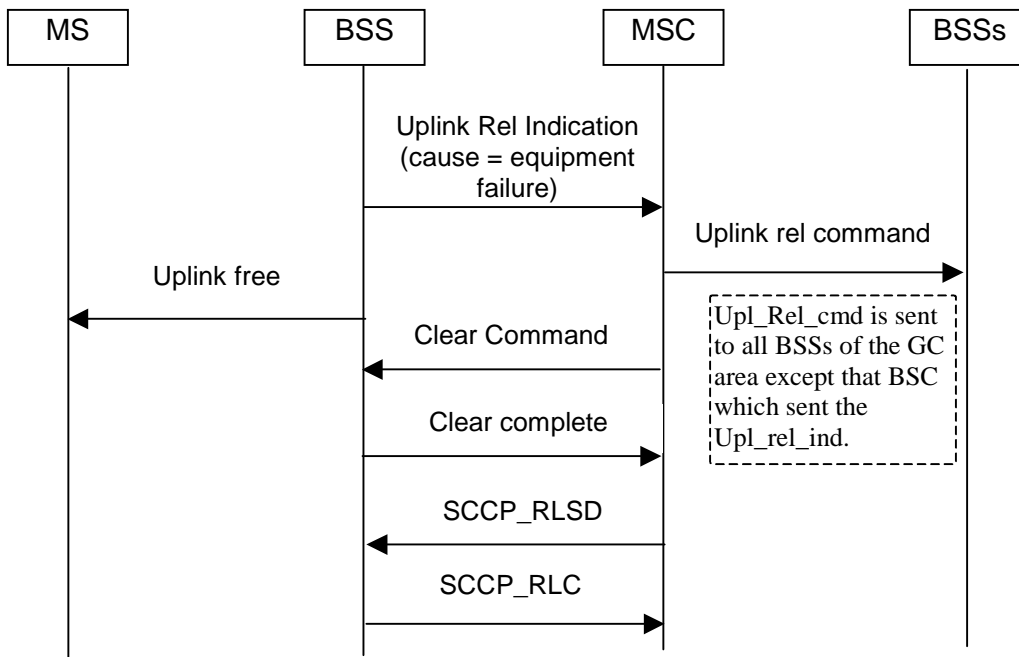 MS
BSS
MSC
BSSs
Uplink Rel Indication
(cause = equipment
failure)
Uplink rel command
Uplink free
Upl_Rel_cmd is sent
to all BSSs of the GC
area except that BSC
which sent the
Upl_rel_ind.
Clear Command
Clear complete
SCCP_RLSD
SCCP_RLC